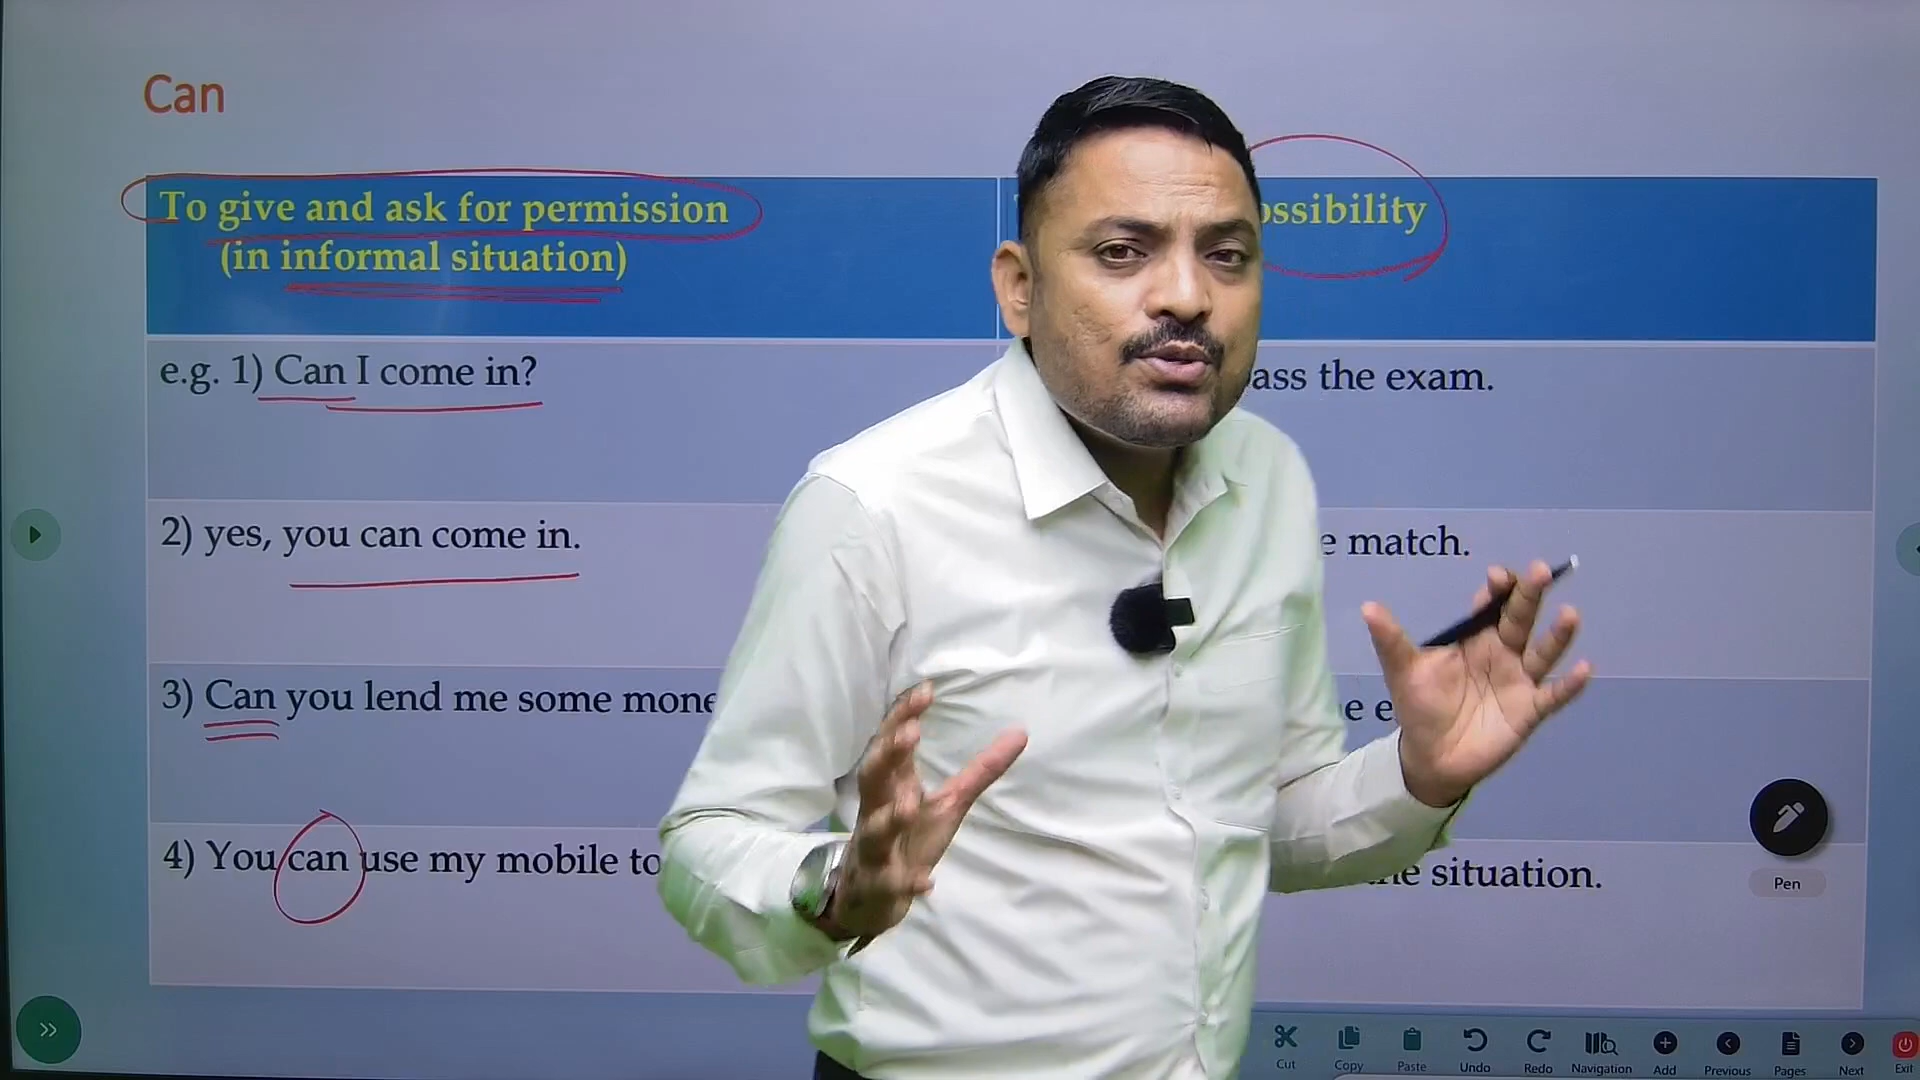 Can
To give and ask for permission
(in informal situation)
ossibility
e.g. 1) Can I come in?
ass the exam.
2) yes, you can come in.
e match.
3) Can you lend me some mone
e e
4) You can use my mobile to
he situation.
Pen
Cut
Copy
Paste
Undo
Redo
Navigation
Add
Previous
Pages
Next
Exit